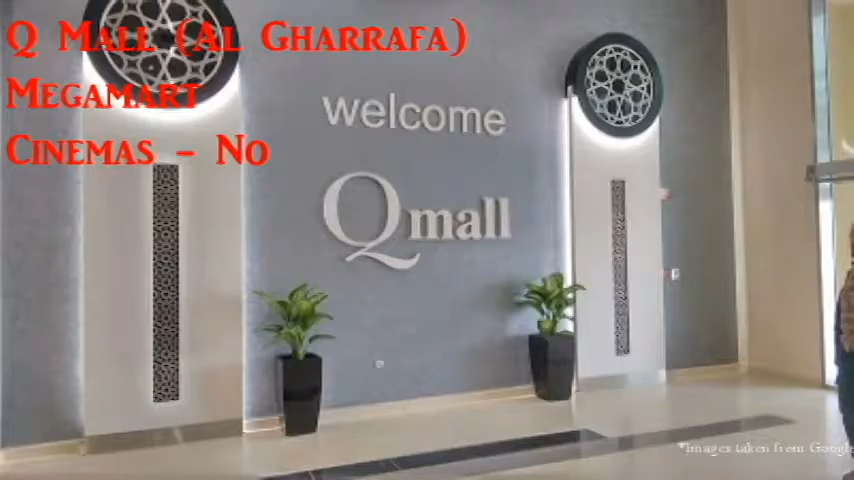 Q Mall (Al Gharrafa)
Megamart
Cinemas - No
welcome
Qmall
*Images taken from Google